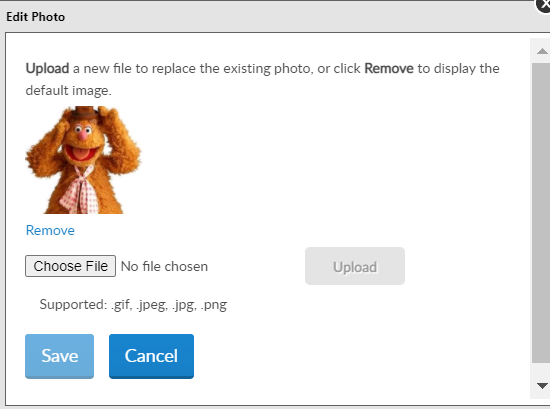 Edit Photo
Upload a new file to replace the existing photo, or click Remove to display the
default image.
Remove
Choose File No file chosen
Upload
Supported: .gif, .jpeg, .jpg, .png
Save
Cancel